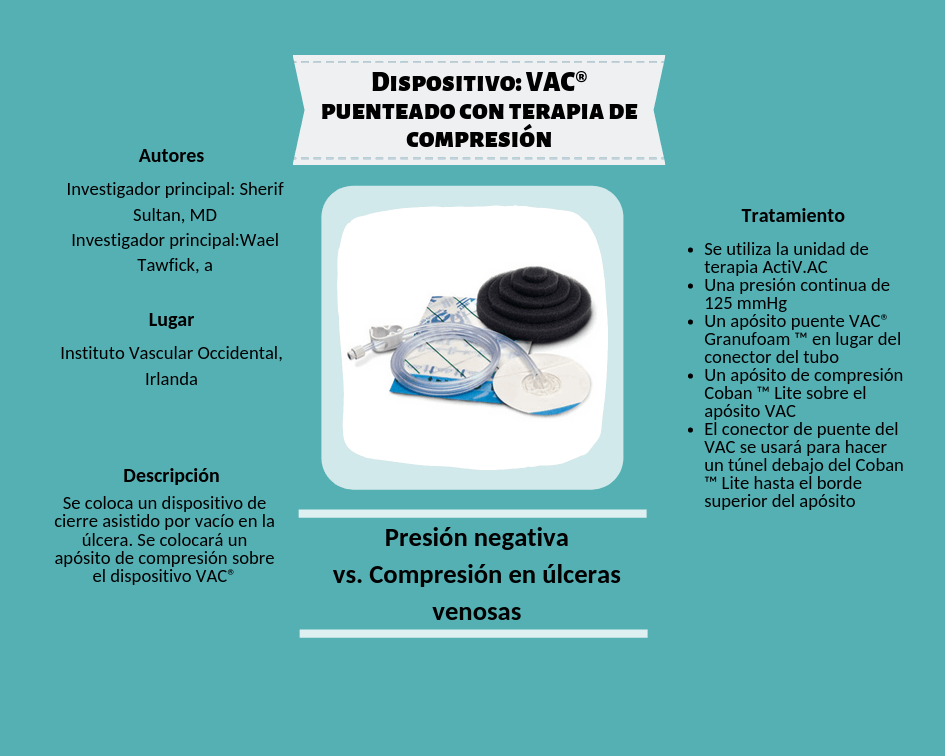 Dispositivo: VAC®
puenteado con terapia de
compresión
Autores
Investigador principal: Sherif
Sultan, MD
Investigador principal:Wael
Tawfick, a
Lugar
Instituto Vascular Occidental,
Irlanda
Descripción
Se coloca un dispositivo de
cierre asistido por vacío en la
úlcera. Se colocará un
apósito de compresión sobre
el dispositivo VAC®
Presión negativa
vs. Compresión en úlceras
venosas
Tratamiento
• Se utiliza la unidad de
terapia ActiV.AC
• Una presión continua de
125 mmHg
• Un apósito puente VAC®
Granufoam ™ en lugar del
conector del tubo
• Un apósito de compresión
Coban ™ Lite sobre el
apósito VAC
• El conector de puente del
VAC se usará para hacer
un túnel debajo del Coban
™ Lite hasta el borde
superior del apósito